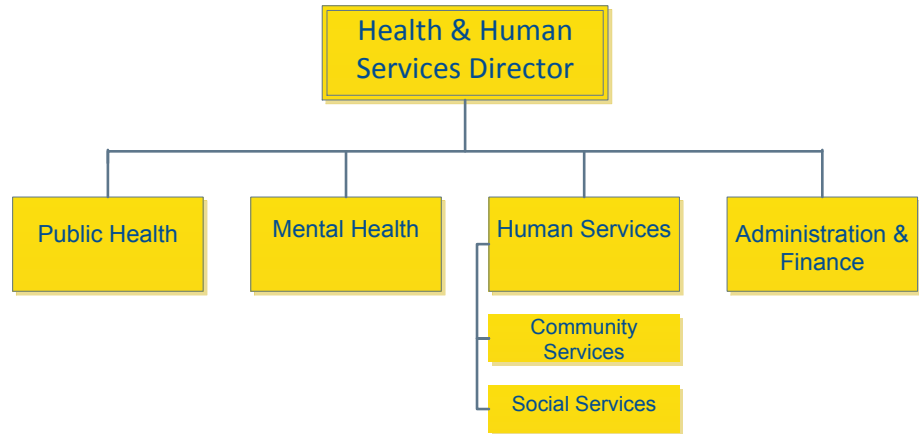 Health & Human
Services Director
Public Health
Mental Health
Human Services
Administration &
Finance
Community
Services
Social Services